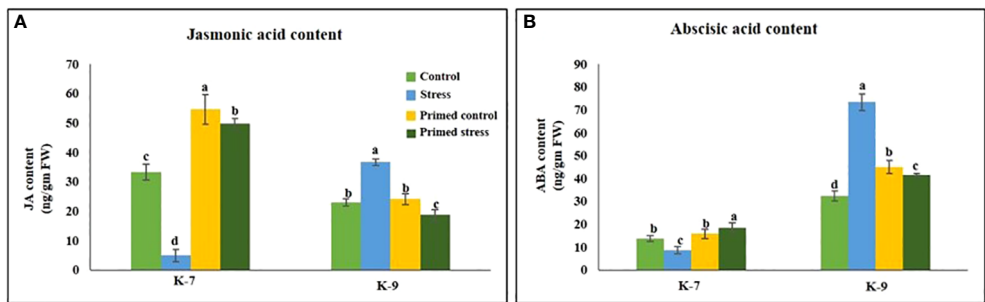 A
Jasmonic acid content
JA content
(ng/gm FW)
70
60
50
40
30
20
10
0
c
d
a
b
b
a
b
c
Control
Stress
Primed control
Primed stress
K-7
K-9
B
Abscisic acid content
ABA content
(ng/gm FW)
90
80
70
60
50
40
30
20
10
0
b
c
b
a
d
a
b
c
K-7
K-9